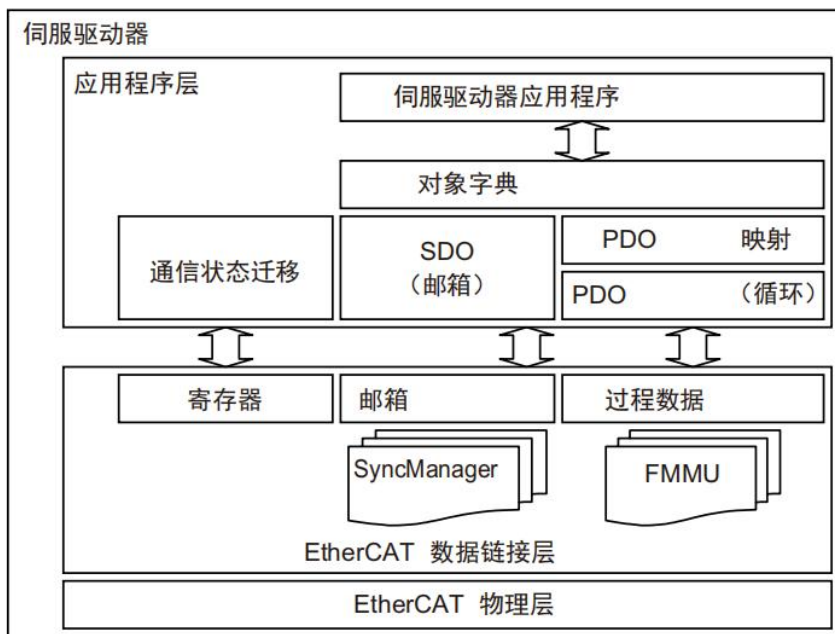 伺服驱动器
应用程序层
伺服驱动器应用程序
对象字典
通信状态迁移
SDO
（邮箱）
PDO 映射
PDO （循环）
寄存器
邮箱
过程数据
SyncManager
FMMU
EtherCAT 数据链接层
EtherCAT 物理层